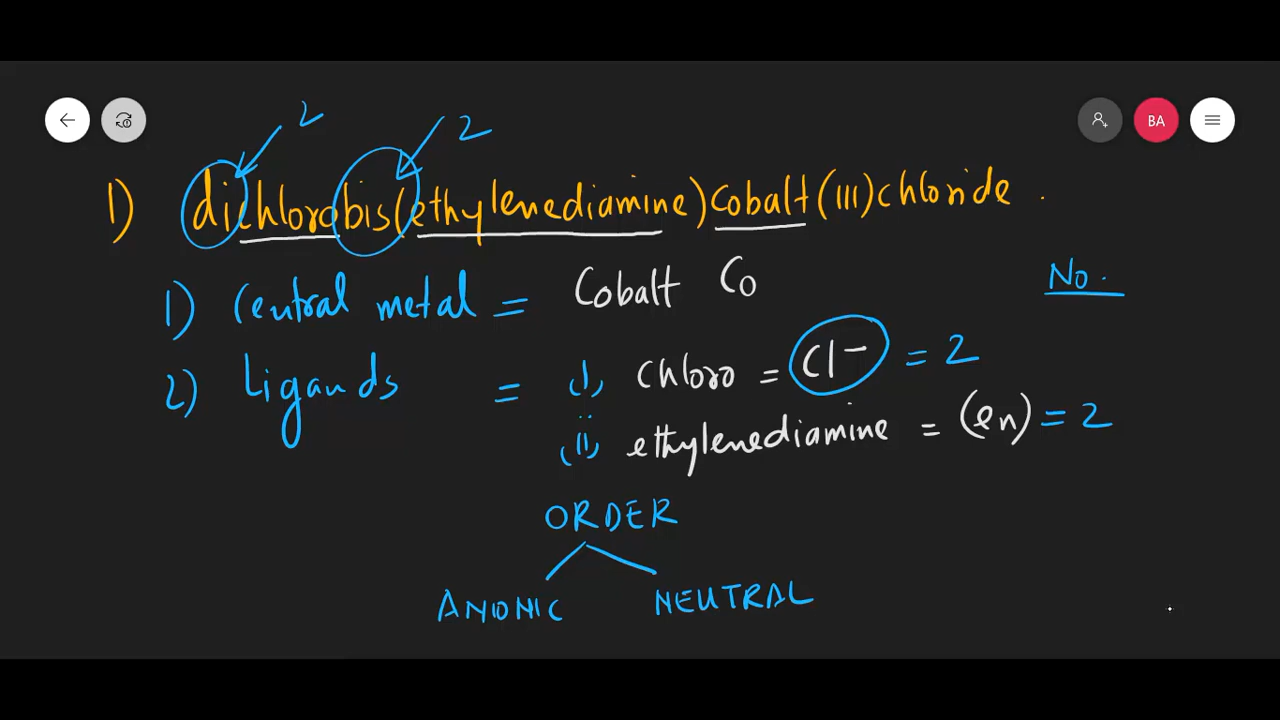 2 2
BA
1) dichlorobis(ethylenediamine)Cobalt(III)chloride.
1) Central metal = Cobalt Co
No.
2) Ligands = (i) Chloro = Cl− = 2
(ii) ethylenediamine = (en) = 2
ORDER
ANIONIC NEUTRAL